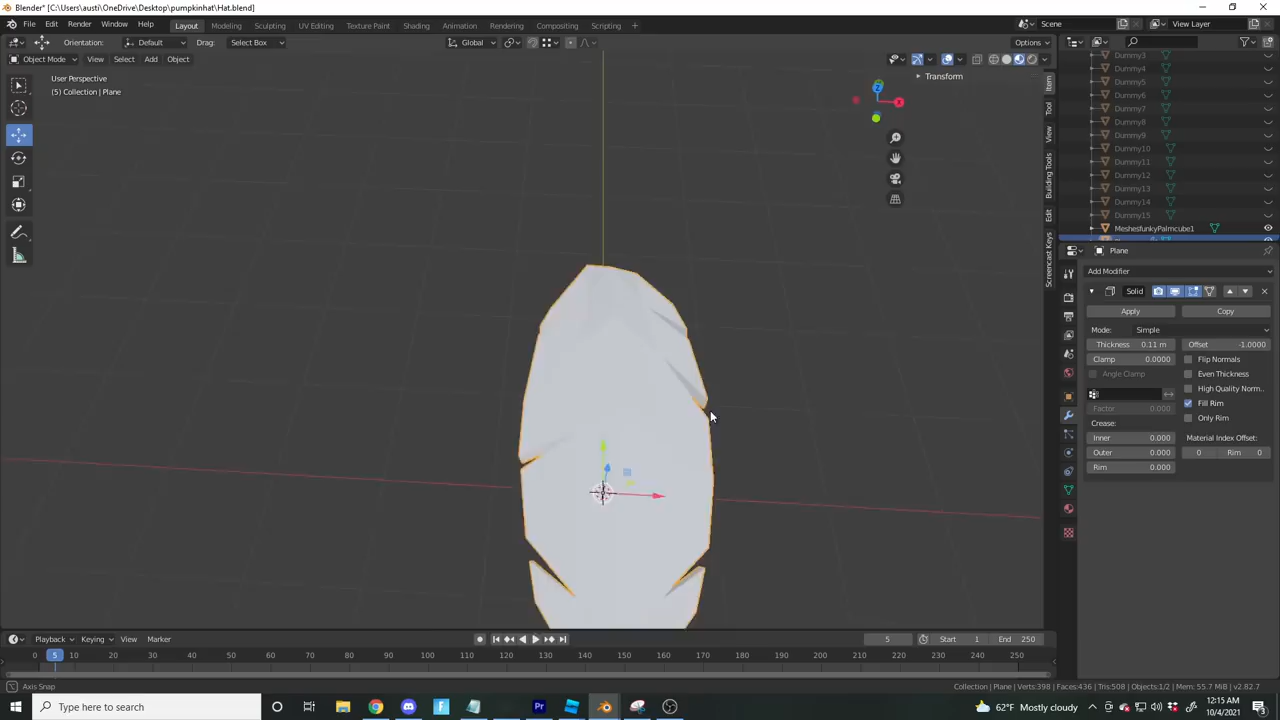 Blender* [C:\Users\austi\OneDrive\Desktop\pumpkinhat\Hat.blend]
File Edit Render Window Help Layout Modeling Sculpting UV Editing Texture Paint Shading Animation Rendering Compositing Scripting Scene View Layer
Orientation: Default Drag: Select Box Global Options
Object Mode View Select Add Object
User Perspective
(5) Collection | Plane
Transform
Z
X
Item
Tool
View
Building Tools
Edit
Screencast Keys
Dummy3
Dummy4
Dummy5
Dummy6
Dummy7
Dummy8
Dummy9
Dummy10
Dummy11
Dummy12
Dummy13
Dummy14
Dummy15
MeshesfunkyPalmcube1
Plane
Add Modifier
Solid
Apply Copy
Mode: Simple
Thickness 0.11 m Offset -1.0000
Clamp 0.0000 Flip Normals
Angle Clamp Even Thickness
High Quality Norm..
Factor 0.000 Fill Rim
Only Rim
Crease:
Inner 0.000 Material Index Offset:
Outer 0.000 0 Rim 0
Rim 0.000
Playback Keying View Marker 5 Start 1 End 250
0 5 10 20 30 40 50 60 70 80 90 100 110 120 130 140 150 160 170 180 190 200 210 220 230 240 250
Axis Snap Collection | Plane | Verts:398 | Faces:436 | Tris:508 | Objects:1/2 | Mem: 55.7 MiB | v2.82.7
Type here to search 62°F Mostly cloudy 12:15 AM
10/4/2021